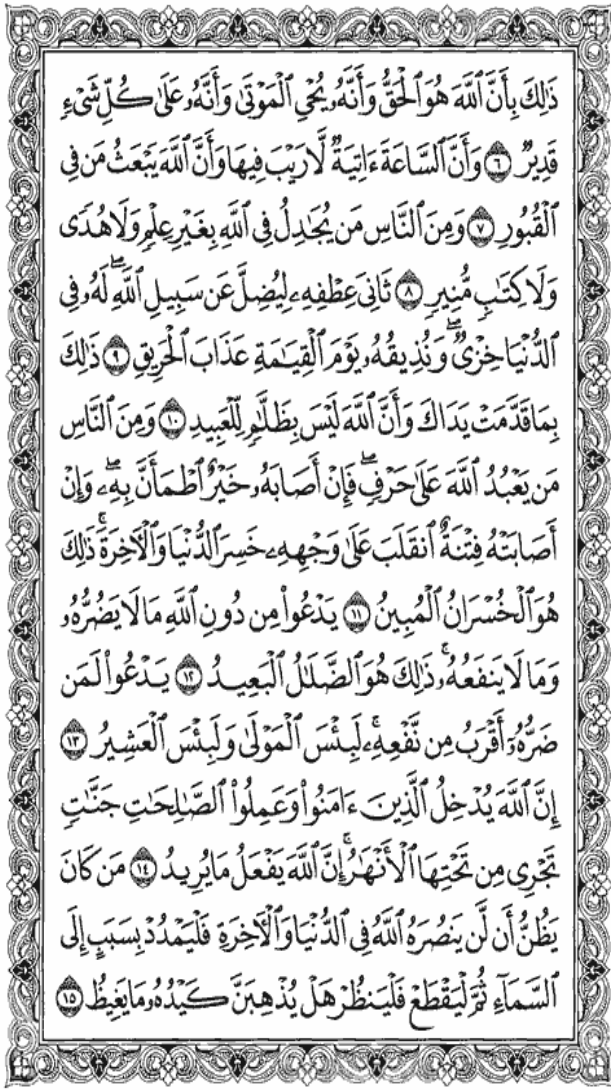 ذَٰلِكَ بِأَنَّ ٱللَّهَ هُوَ ٱلْحَقُّ وَأَنَّهُۥ يُحْىِ ٱلْمَوْتَىٰ وَأَنَّهُۥ عَلَىٰ كُلِّ شَىْءٍ
قَدِيرٌ ٦ وَأَنَّ ٱلسَّاعَةَ ءَاتِيَةٌ لَّا رَيْبَ فِيهَا وَأَنَّ ٱللَّهَ يَبْعَثُ مَن فِى
ٱلْقُبُورِ ٧ وَمِنَ ٱلنَّاسِ مَن يُجَٰدِلُ فِى ٱللَّهِ بِغَيْرِ عِلْمٍ وَلَا هُدًى
وَلَا كِتَٰبٍ مُّنِيرٍ ٨ ثَانِىَ عِطْفِهِۦ لِيُضِلَّ عَن سَبِيلِ ٱللَّهِ ۖ لَهُۥ فِى
ٱلدُّنْيَا خِزْىٌ ۖ وَنُذِيقُهُۥ يَوْمَ ٱلْقِيَٰمَةِ عَذَابَ ٱلْحَرِيقِ ٩ ذَٰلِكَ
بِمَا قَدَّمَتْ يَدَاكَ وَأَنَّ ٱللَّهَ لَيْسَ بِظَلَّٰمٍ لِّلْعَبِيدِ ١٠ وَمِنَ ٱلنَّاسِ
مَن يَعْبُدُ ٱللَّهَ عَلَىٰ حَرْفٍ ۖ فَإِنْ أَصَابَهُۥ خَيْرٌ ٱطْمَأَنَّ بِهِۦ ۖ وَإِنْ
أَصَابَتْهُ فِتْنَةٌ ٱنقَلَبَ عَلَىٰ وَجْهِهِۦ خَسِرَ ٱلدُّنْيَا وَٱلْءَاخِرَةَ ۚ ذَٰلِكَ
هُوَ ٱلْخُسْرَانُ ٱلْمُبِينُ ١١ يَدْعُوا۟ مِن دُونِ ٱللَّهِ مَا لَا يَضُرُّهُۥ
وَمَا لَا يَنفَعُهُۥ ۚ ذَٰلِكَ هُوَ ٱلضَّلَٰلُ ٱلْبَعِيدُ ١٢ يَدْعُوا۟ لَمَن
ضَرُّهُۥٓ أَقْرَبُ مِن نَّفْعِهِۦ ۚ لَبِئْسَ ٱلْمَوْلَىٰ وَلَبِئْسَ ٱلْعَشِيرُ ١٣
إِنَّ ٱللَّهَ يُدْخِلُ ٱلَّذِينَ ءَامَنُوا۟ وَعَمِلُوا۟ ٱلصَّٰلِحَٰتِ جَنَّٰتٍ
تَجْرِى مِن تَحْتِهَا ٱلْأَنْهَٰرُ ۚ إِنَّ ٱللَّهَ يَفْعَلُ مَا يُرِيدُ ١٤ مَن كَانَ
يَظُنُّ أَن لَّن يَنصُرَهُ ٱللَّهُ فِى ٱلدُّنْيَا وَٱلْءَاخِرَةِ فَلْيَمْدُدْ بِسَبَبٍ إِلَى
ٱلسَّمَآءِ ثُمَّ لْيَقْطَعْ فَلْيَنظُرْ هَلْ يُذْهِبَنَّ كَيْدُهُۥ مَا يَغِيظُ ١٥